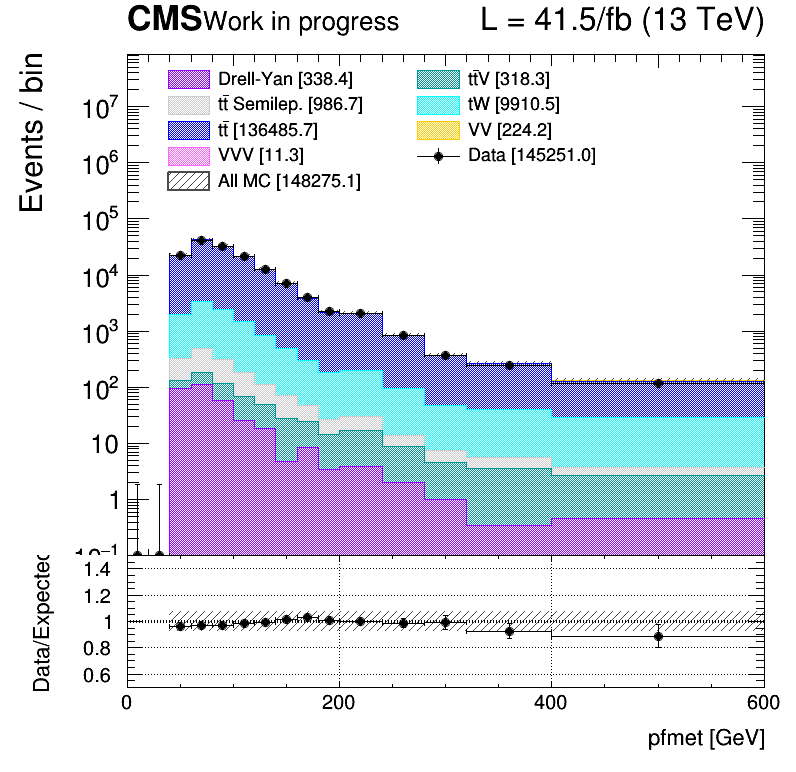 CMS Work in progress L = 41.5/fb (13 TeV)
Events / bin
Drell-Yan [338.4] tt̄V [318.3]
tt̄ Semilep. [986.7] tW [9910.5]
tt̄ [136485.7] VV [224.2]
VVV [11.3] Data [145251.0]
All MC [148275.1]
10⁷
10⁶
10⁵
10⁴
10³
10²
10
1
10⁻¹
Data/Expected
1.4
1.2
1
0.8
0.6
0 200 400 600
pfmet [GeV]